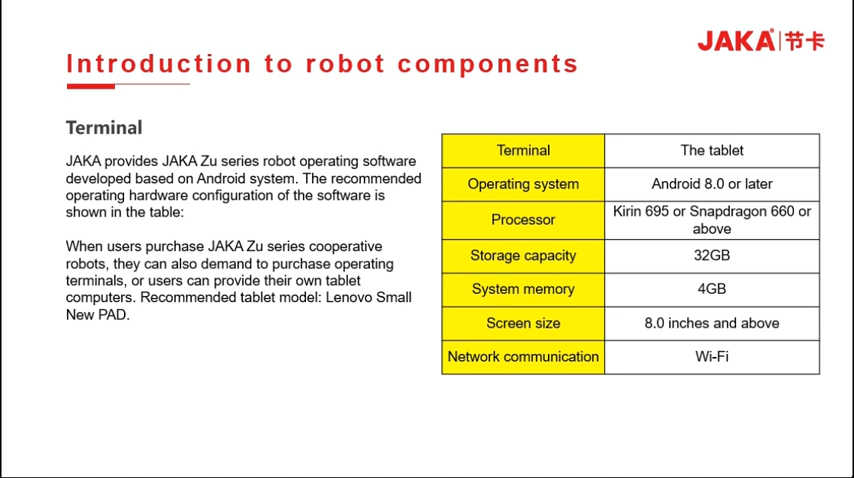 JAKA 节卡
Introduction to robot components
Terminal
JAKA provides JAKA Zu series robot operating software
developed based on Android system. The recommended
operating hardware configuration of the software is
shown in the table:
When users purchase JAKA Zu series cooperative
robots, they can also demand to purchase operating
terminals, or users can provide their own tablet
computers. Recommended tablet model: Lenovo Small
New PAD.
Terminal The tablet
Operating system Android 8.0 or later
Processor Kirin 695 or Snapdragon 660 or
above
Storage capacity 32GB
System memory 4GB
Screen size 8.0 inches and above
Network communication Wi-Fi